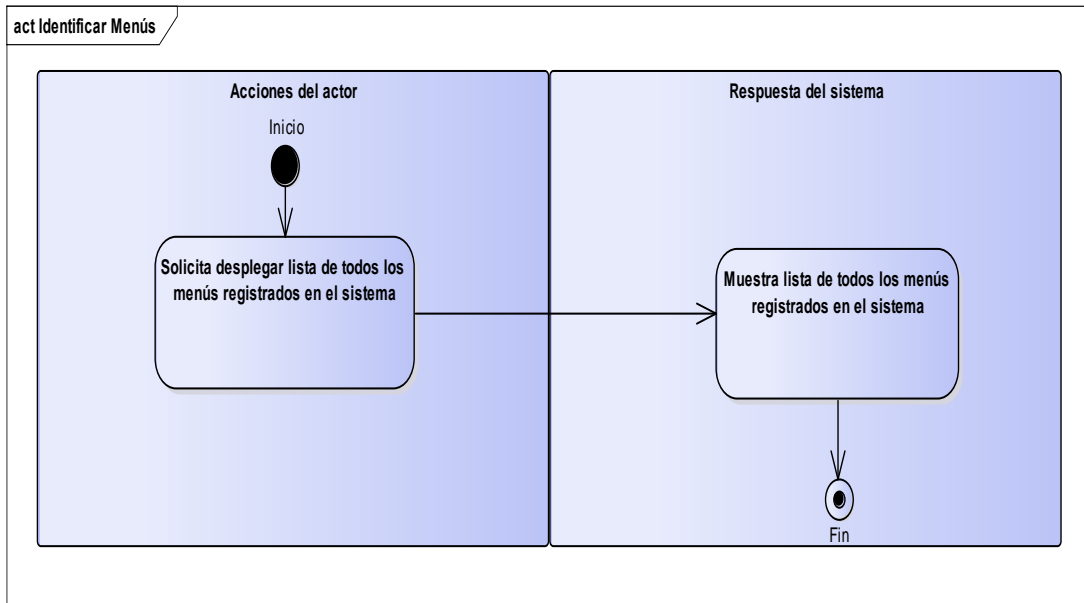 act Identificar Menús
Acciones del actor
Respuesta del sistema
Inicio
Solicita desplegar lista de todos los
menús registrados en el sistema
Muestra lista de todos los menús
registrados en el sistema
Fin